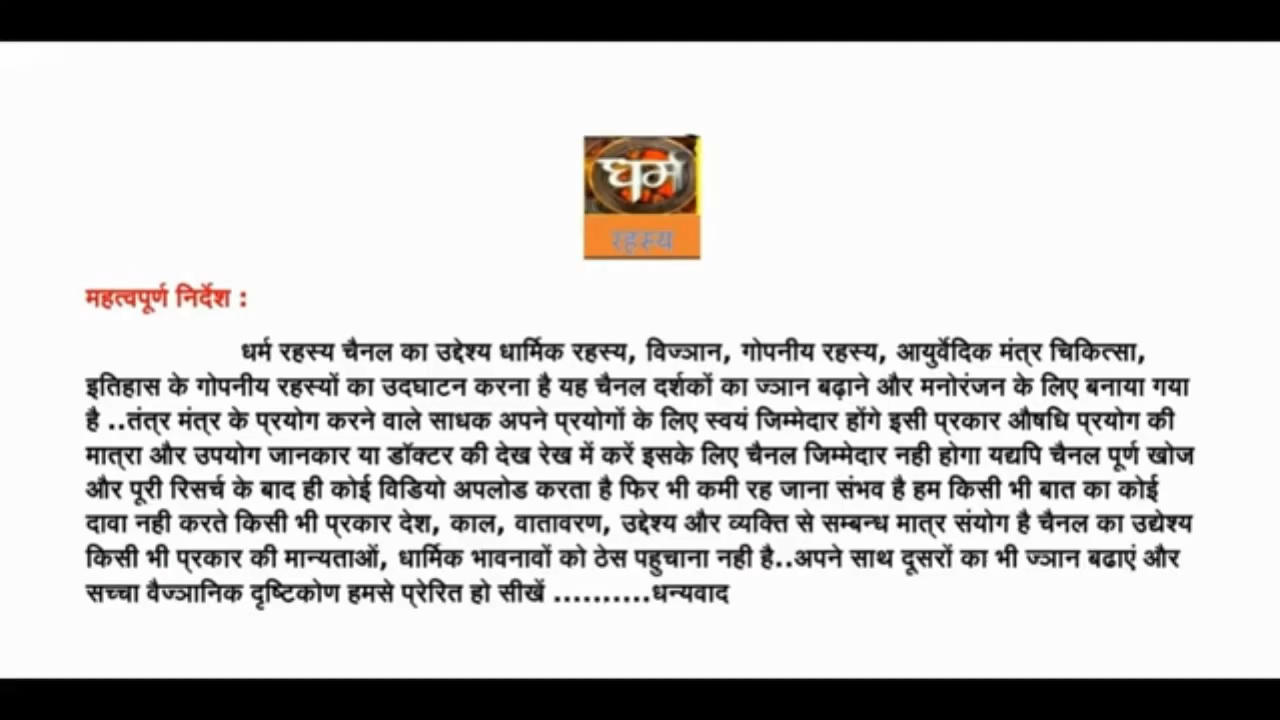 धर्म
रहस्य
महत्वपूर्ण निर्देश :
धर्म रहस्य चैनल का उद्देश्य धार्मिक रहस्य, विज्ञान, गोपनीय रहस्य, आयुर्वेदिक मंत्र चिकित्सा,
इतिहास के गोपनीय रहस्यों का उदघाटन करना है यह चैनल दर्शकों का ज्ञान बढ़ाने और मनोरंजन के लिए बनाया गया
है ..तंत्र मंत्र के प्रयोग करने वाले साधक अपने प्रयोगों के लिए स्वयं जिम्मेदार होंगे इसी प्रकार औषधि प्रयोग की
मात्रा और उपयोग जानकार या डॉक्टर की देख रेख में करें इसके लिए चैनल जिम्मेदार नही होगा यद्यपि चैनल पूर्ण खोज
और पूरी रिसर्च के बाद ही कोई विडियो अपलोड करता है फिर भी कमी रह जाना संभव है हम किसी भी बात का कोई
दावा नही करते किसी भी प्रकार देश, काल, वातावरण, उद्देश्य और व्यक्ति से सम्बन्ध मात्र संयोग है चैनल का उद्येश्य
किसी भी प्रकार की मान्यताओं, धार्मिक भावनावों को ठेस पहुचाना नही है..अपने साथ दूसरों का भी ज्ञान बढाएं और
सच्चा वैज्ञानिक दृष्टिकोण हमसे प्रेरित हो सीखें ..........धन्यवाद